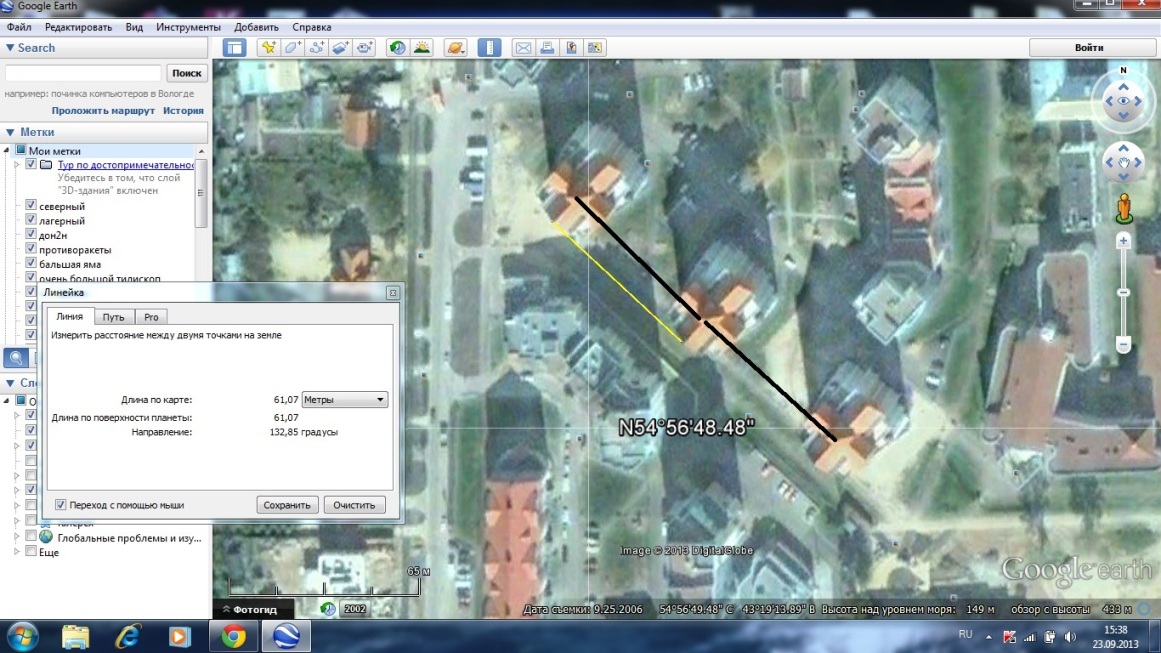 Google Earth
Файл Редактировать Вид Инструменты Добавить Справка
Search
Войти
Поиск
например: починка компьютеров в Вологде
Проложить маршрут История
Метки
Мои метки
Тур по достопримечательнос
Убедитесь в том, что слой
"3D-здания" включен
северный
лагерный
дон2н
противоракеты
бальшая яма
очень большой тилископ
Линейка
Линия Путь Pro
Измерить расстояние между двумя точками на земле
Длина по карте: 61,07 Метры
Длина по поверхности планеты: 61,07
Направление: 132,85 градусы
Переход с помощью мыши
Сохранить Очистить
Сло
Галерея
Глобальные проблемы и изу...
Еще
N
N54°56'48.48"
Image © 2013 DigitalGlobe
Google earth
65 м
Фотогид 2002
Дата съемки: 9.25.2006 54°56'49.48" С 43°19'13.89" В Высота над уровнем моря: 149 м обзор с высоты 433 м
RU
15:38
23.09.2013